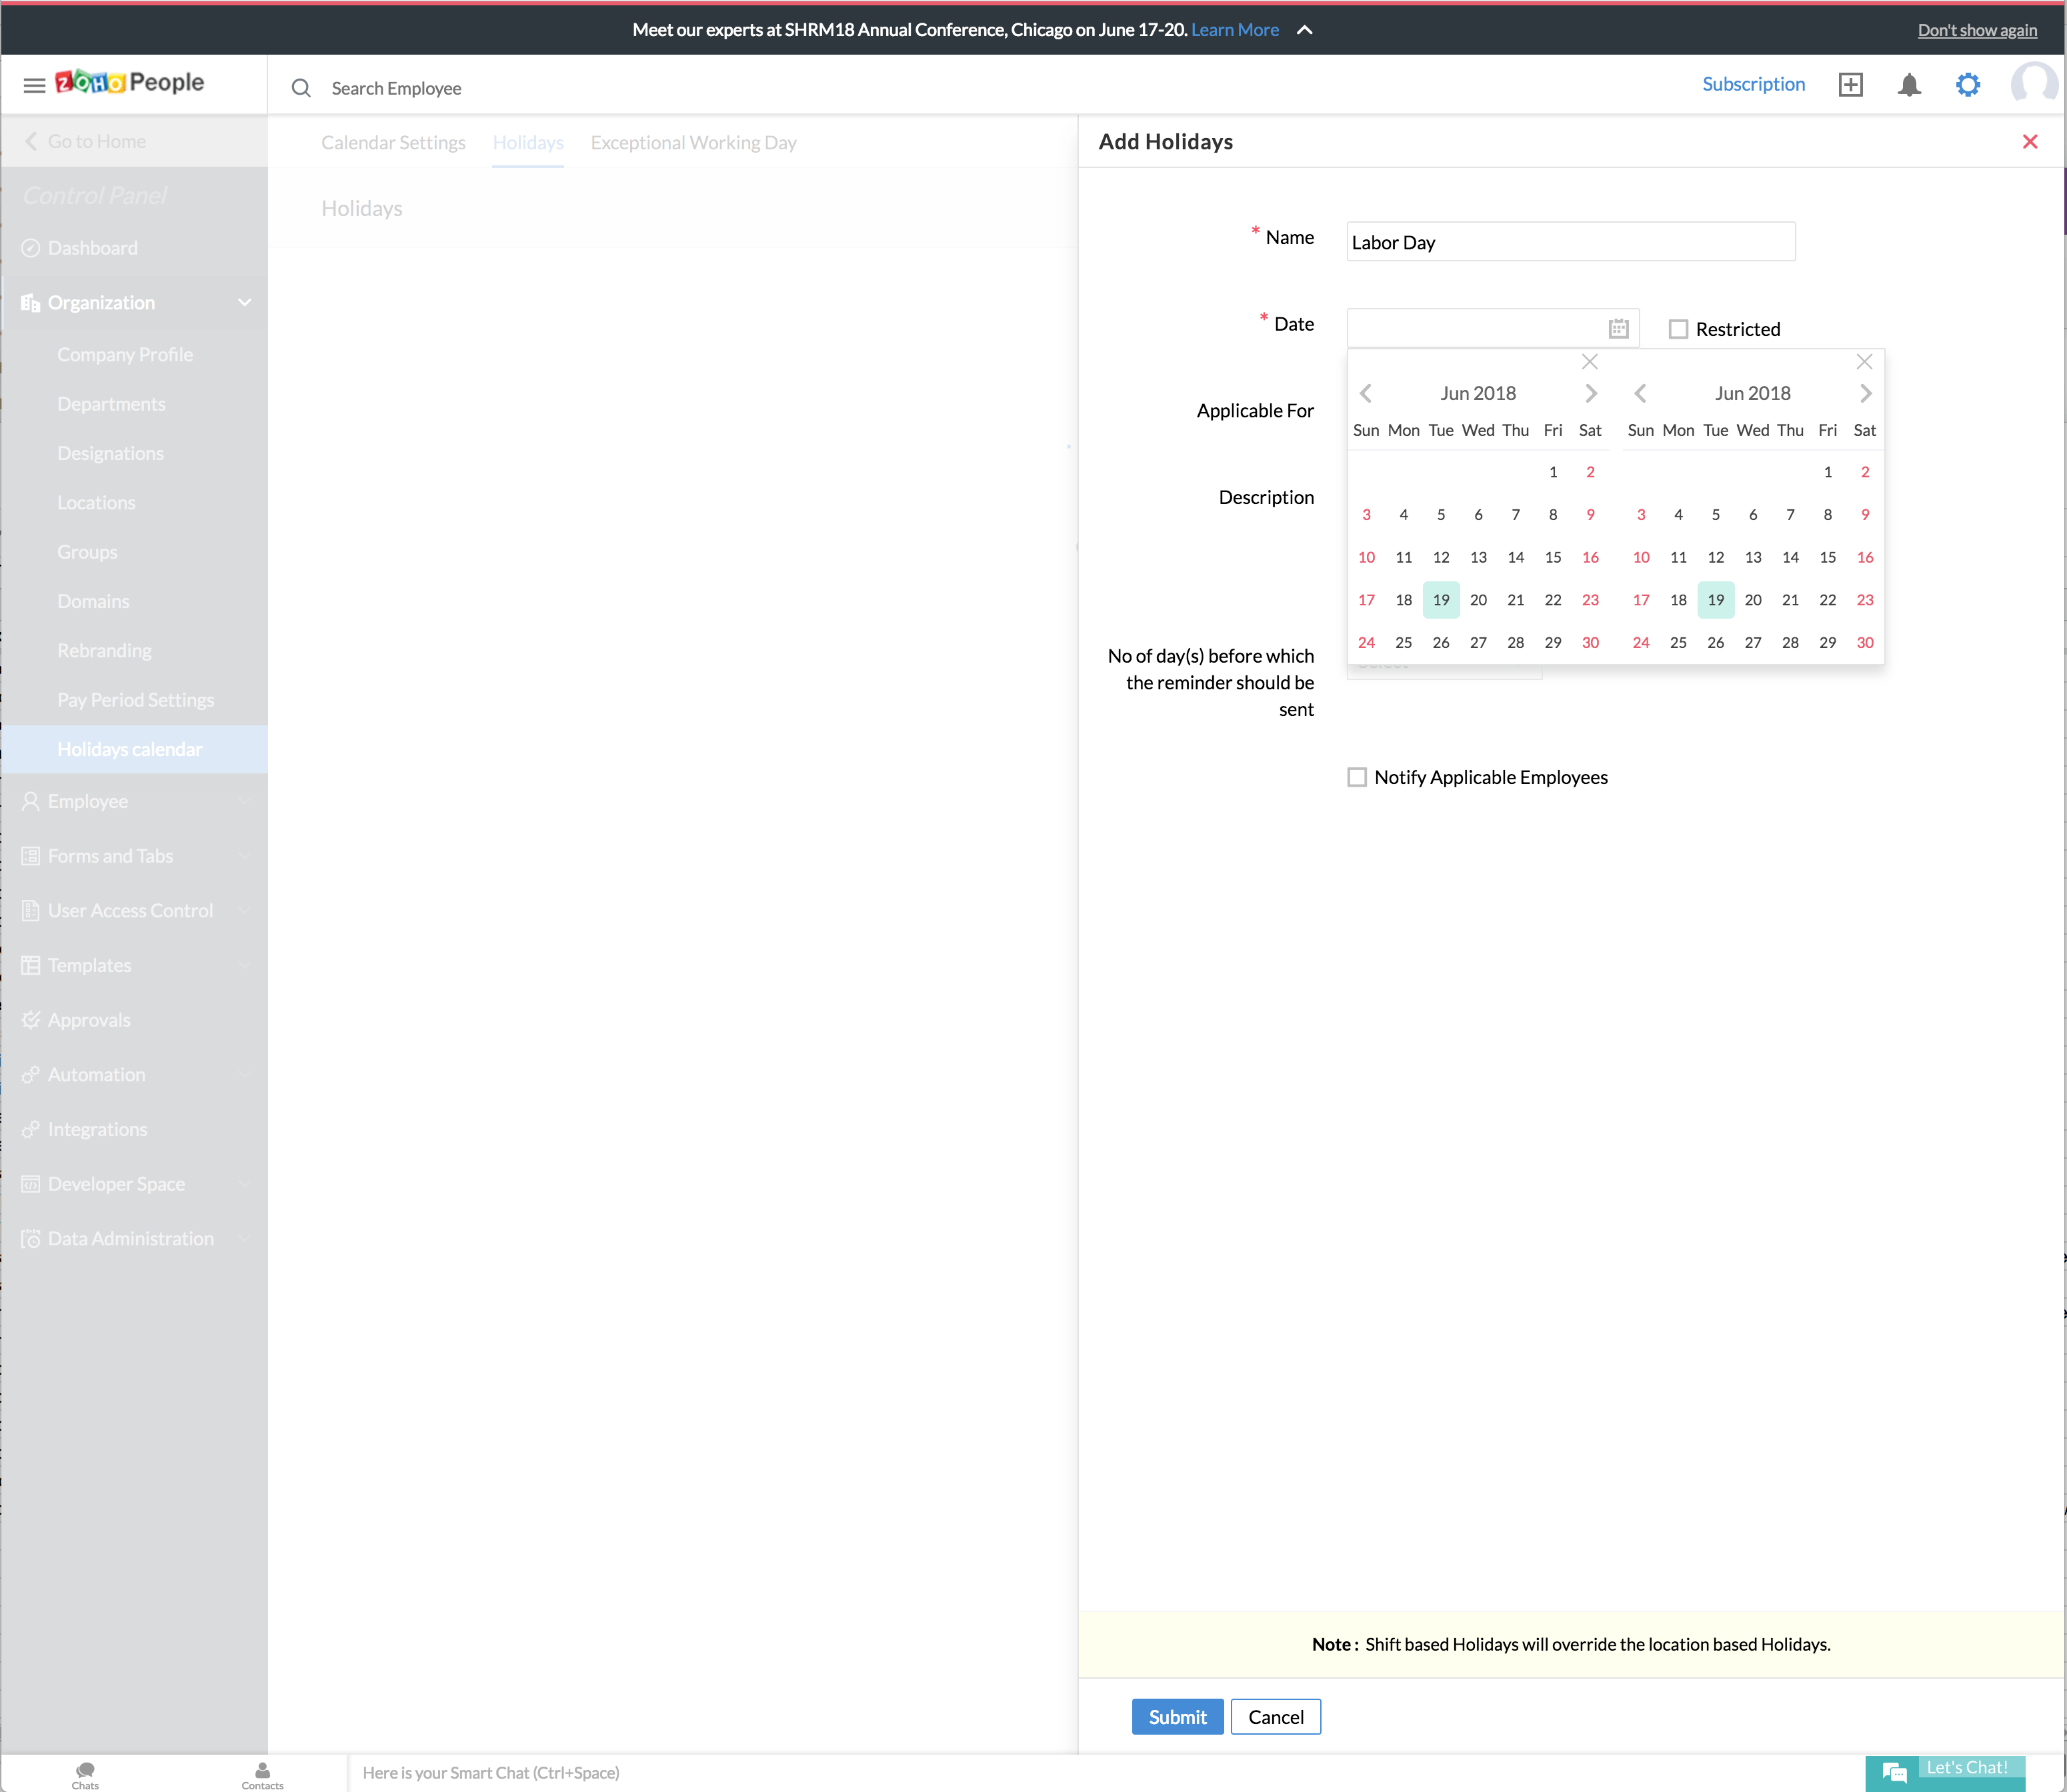 Meet our experts at SHRM18 Annual Conference, Chicago on June 17-20. Learn More
Don't show again
ZOHO People
Search Employee
Subscription
Go to Home
Control Panel
Dashboard
Organization
Company Profile
Departments
Designations
Locations
Groups
Domains
Rebranding
Pay Period Settings
Holidays calendar
Employee
Forms and Tabs
User Access Control
Templates
Approvals
Automation
Integrations
Developer Space
Data Administration
Calendar Settings Holidays Exceptional Working Day
Holidays
Add Holidays
* Name
Labor Day
* Date
Restricted
Applicable For
Description
Jun 2018
Sun Mon Tue Wed Thu Fri Sat
1 2
3 4 5 6 7 8 9
10 11 12 13 14 15 16
17 18 19 20 21 22 23
24 25 26 27 28 29 30
Jun 2018
Sun Mon Tue Wed Thu Fri Sat
1 2
3 4 5 6 7 8 9
10 11 12 13 14 15 16
17 18 19 20 21 22 23
24 25 26 27 28 29 30
No of day(s) before which
the reminder should be
sent
Notify Applicable Employees
Note : Shift based Holidays will override the location based Holidays.
Submit
Cancel
Chats
Contacts
Here is your Smart Chat (Ctrl+Space)
Let's Chat!